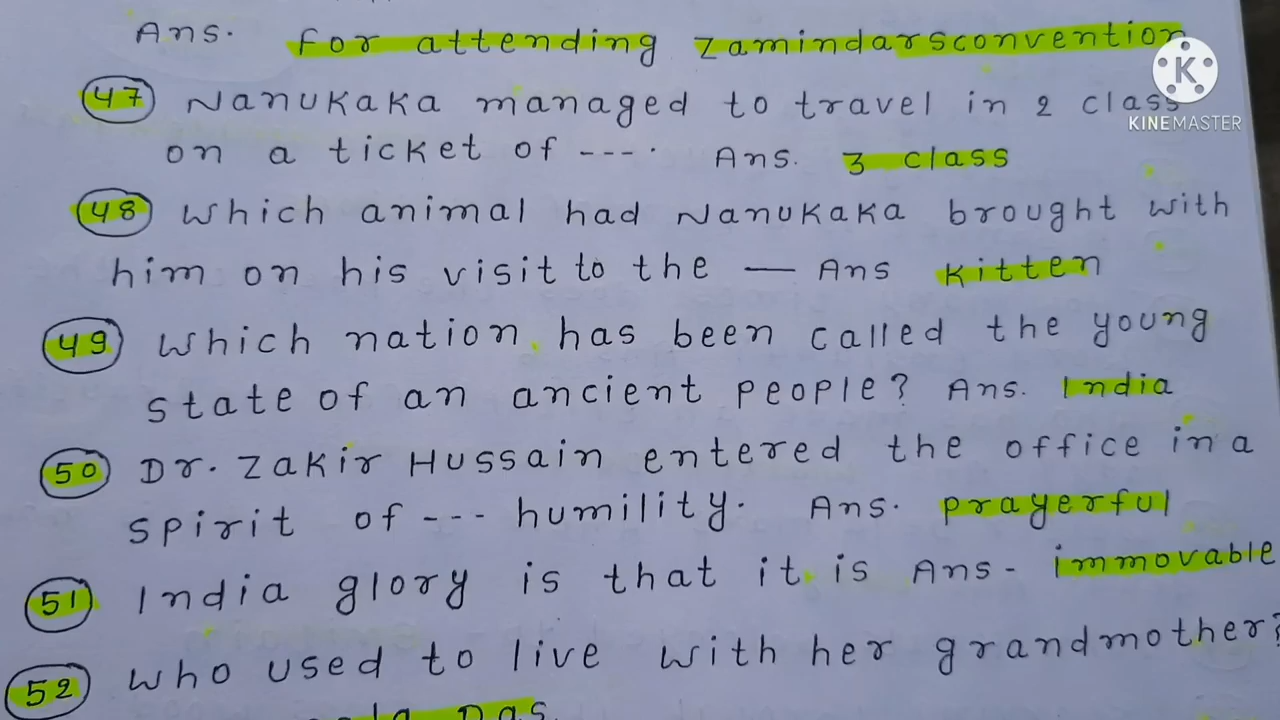 Ans. for attending Zamindarsconvention
47 Nanukaka managed to travel in 2 class
on a ticket of ---. Ans. 3 class
48 which animal had Nanukaka brought with
him on his visit to the — Ans kitten
49 which nation has been called the young
state of an ancient people? Ans. India
50 Dr. Zakir Hussain entered the office in a
spirit of --- humility. Ans. prayerful
51 India glory is that it is Ans - immovable
52 who used to live with her grandmother?
Das
K
KINEMASTER